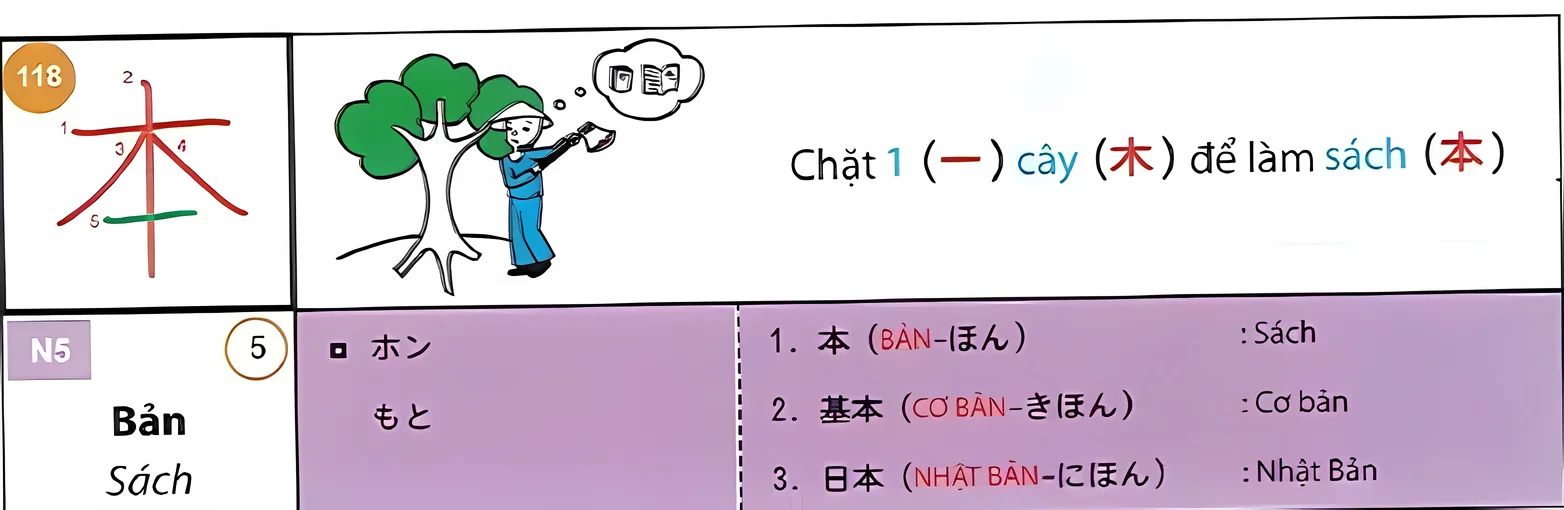 118
2
1
3
4
5
Chặt 1 (一) cây (木) để làm sách (本)
N5
5
Bản
Sách
ホン
もと
1. 本 (BẢN-ほん) : Sách
2. 基本 (CƠ BẢN-きほん) : Cơ bản
3. 日本 (NHẬT BẢN-にほん) : Nhật Bản